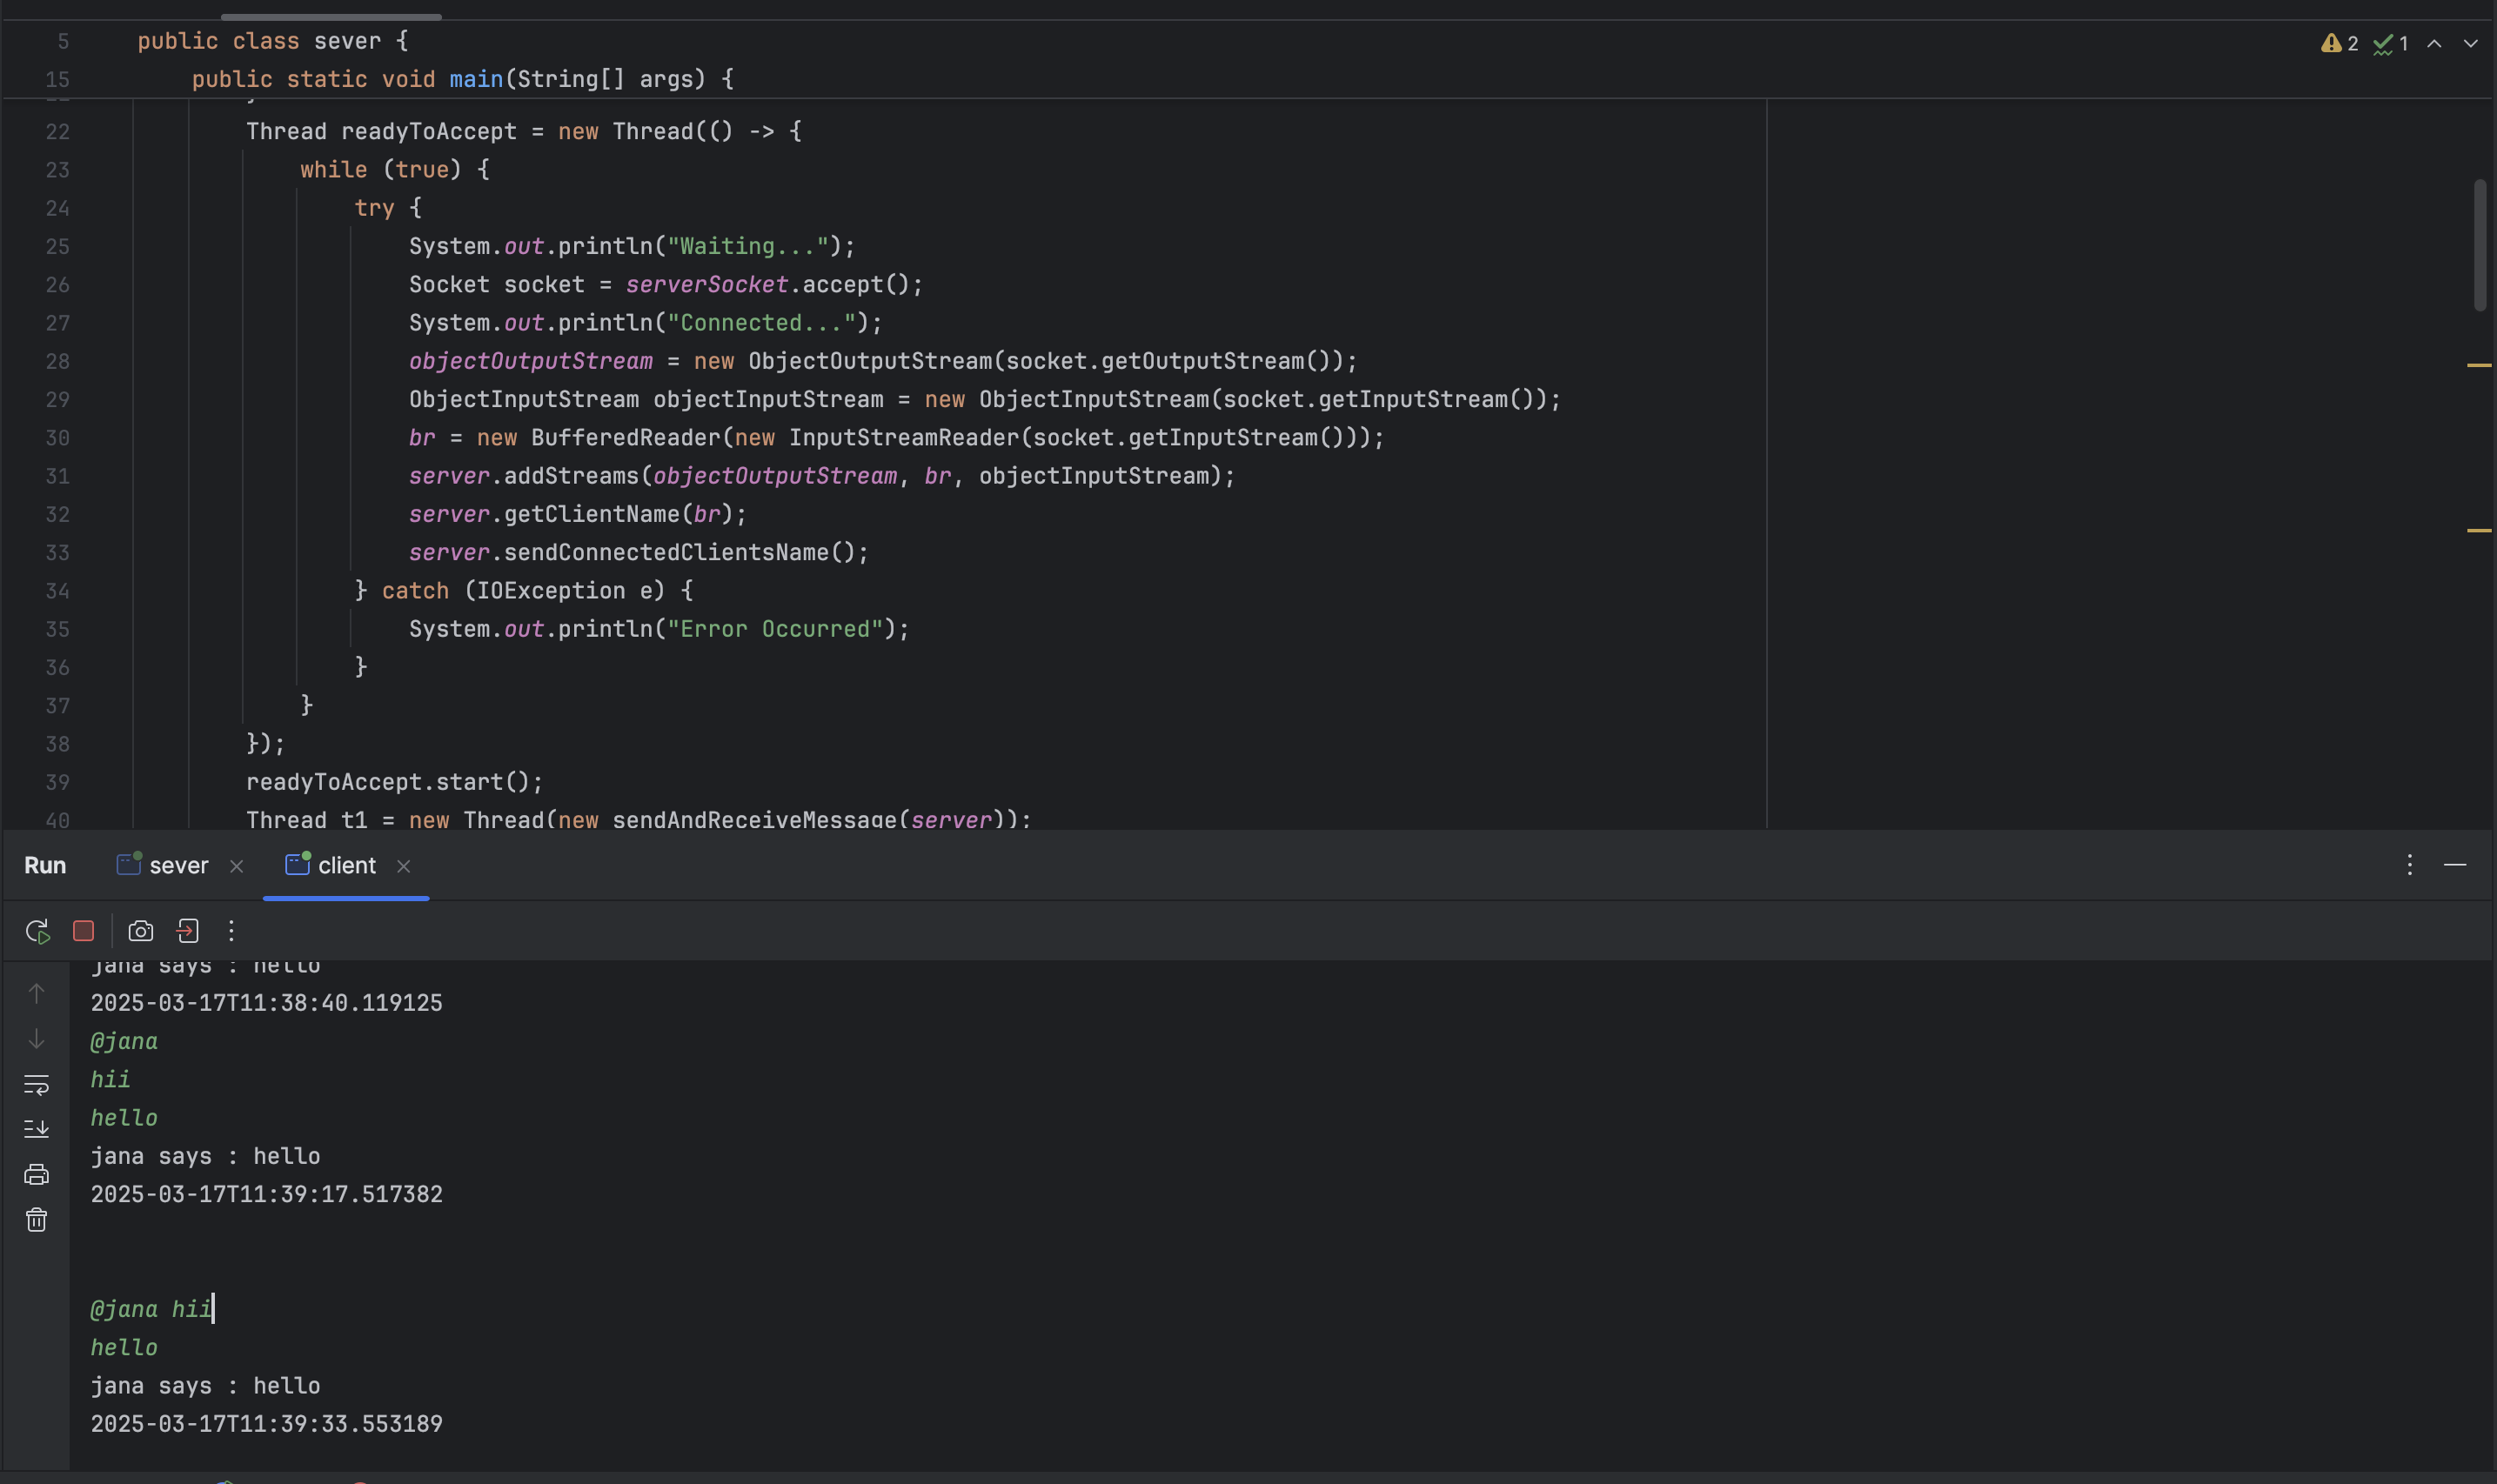 5 public class sever {
⚠ 2 1
15 public static void main(String[] args) {
22 Thread readyToAccept = new Thread(() -> {
23 while (true) {
24 try {
25 System.out.println("Waiting...");
26 Socket socket = serverSocket.accept();
27 System.out.println("Connected...");
28 objectOutputStream = new ObjectOutputStream(socket.getOutputStream());
29 ObjectInputStream objectInputStream = new ObjectInputStream(socket.getInputStream());
30 br = new BufferedReader(new InputStreamReader(socket.getInputStream()));
31 server.addStreams(objectOutputStream, br, objectInputStream);
32 server.getClientName(br);
33 server.sendConnectedClientsName();
34 } catch (IOException e) {
35 System.out.println("Error Occurred");
36 }
37 }
38 });
39 readyToAccept.start();
40 Thread t1 = new Thread(new sendAndReceiveMessage(server));
Run sever client
jana says : hello
2025-03-17T11:38:40.119125
@jana
hii
hello
jana says : hello
2025-03-17T11:39:17.517382
@jana hii
hello
jana says : hello
2025-03-17T11:39:33.553189